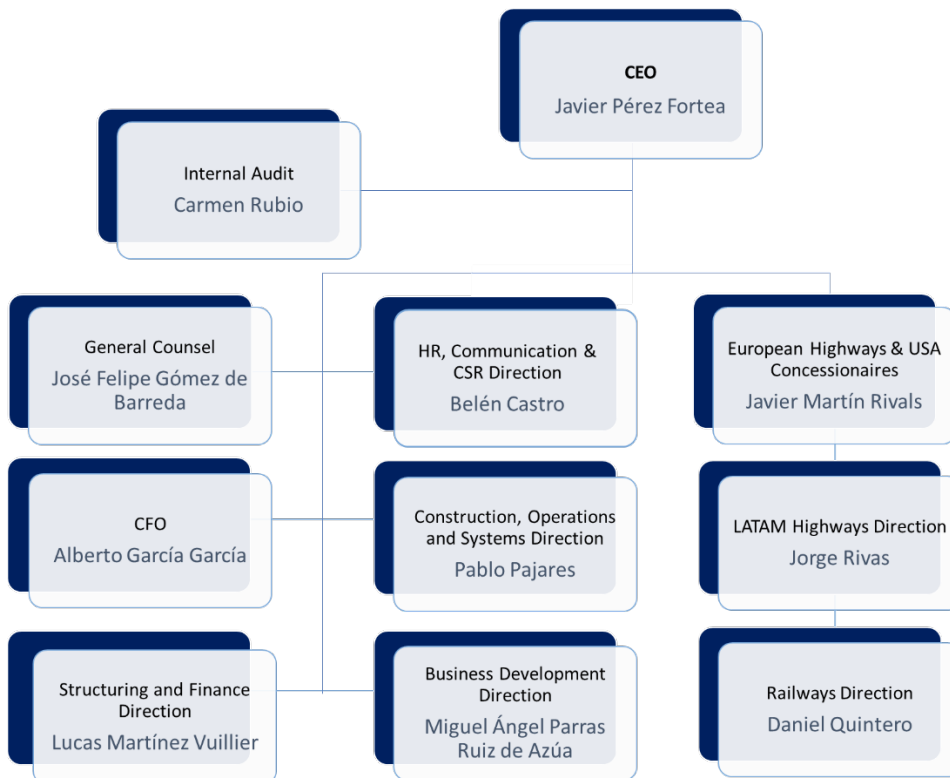 CEO
Javier Pérez Fortea
Internal Audit
Carmen Rubio
General Counsel
José Felipe Gómez de
Barreda
HR, Communication &
CSR Direction
Belén Castro
European Highways & USA
Concessionaires
Javier Martín Rivals
CFO
Alberto García García
Construction, Operations
and Systems Direction
Pablo Pajares
LATAM Highways Direction
Jorge Rivas
Structuring and Finance
Direction
Lucas Martínez Vuillier
Business Development
Direction
Miguel Ángel Parras
Ruiz de Azúa
Railways Direction
Daniel Quintero